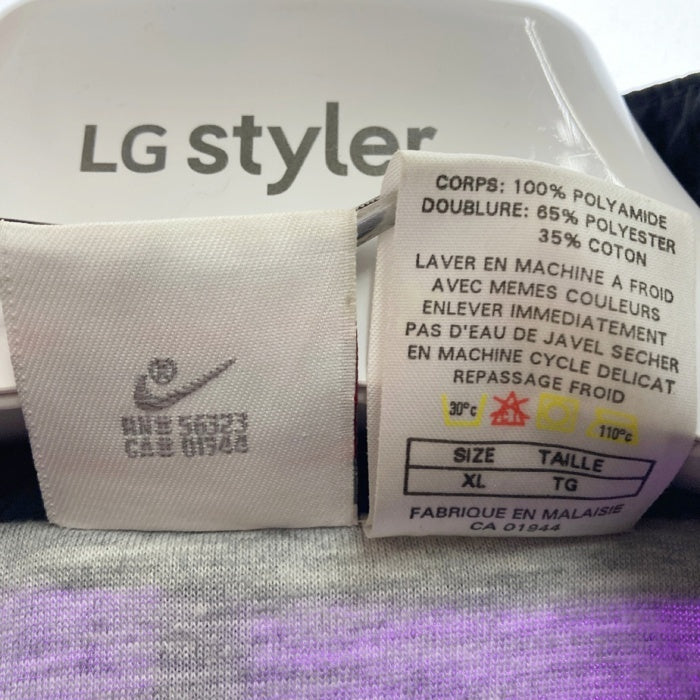 LG styler
RN# 56323
CA# 01944
CORPS: 100% POLYAMIDE
DOUBLURE: 65% POLYESTER
35% COTON
LAVER EN MACHINE A FROID
AVEC MEMES COULEURS
ENLEVER IMMEDIATEMENT
PAS D'EAU DE JAVEL SECHER
EN MACHINE CYCLE DELICAT
REPASSAGE FROID
30°c
110°c
SIZE TAILLE
XL TG
FABRIQUE EN MALAISIE
CA 01944